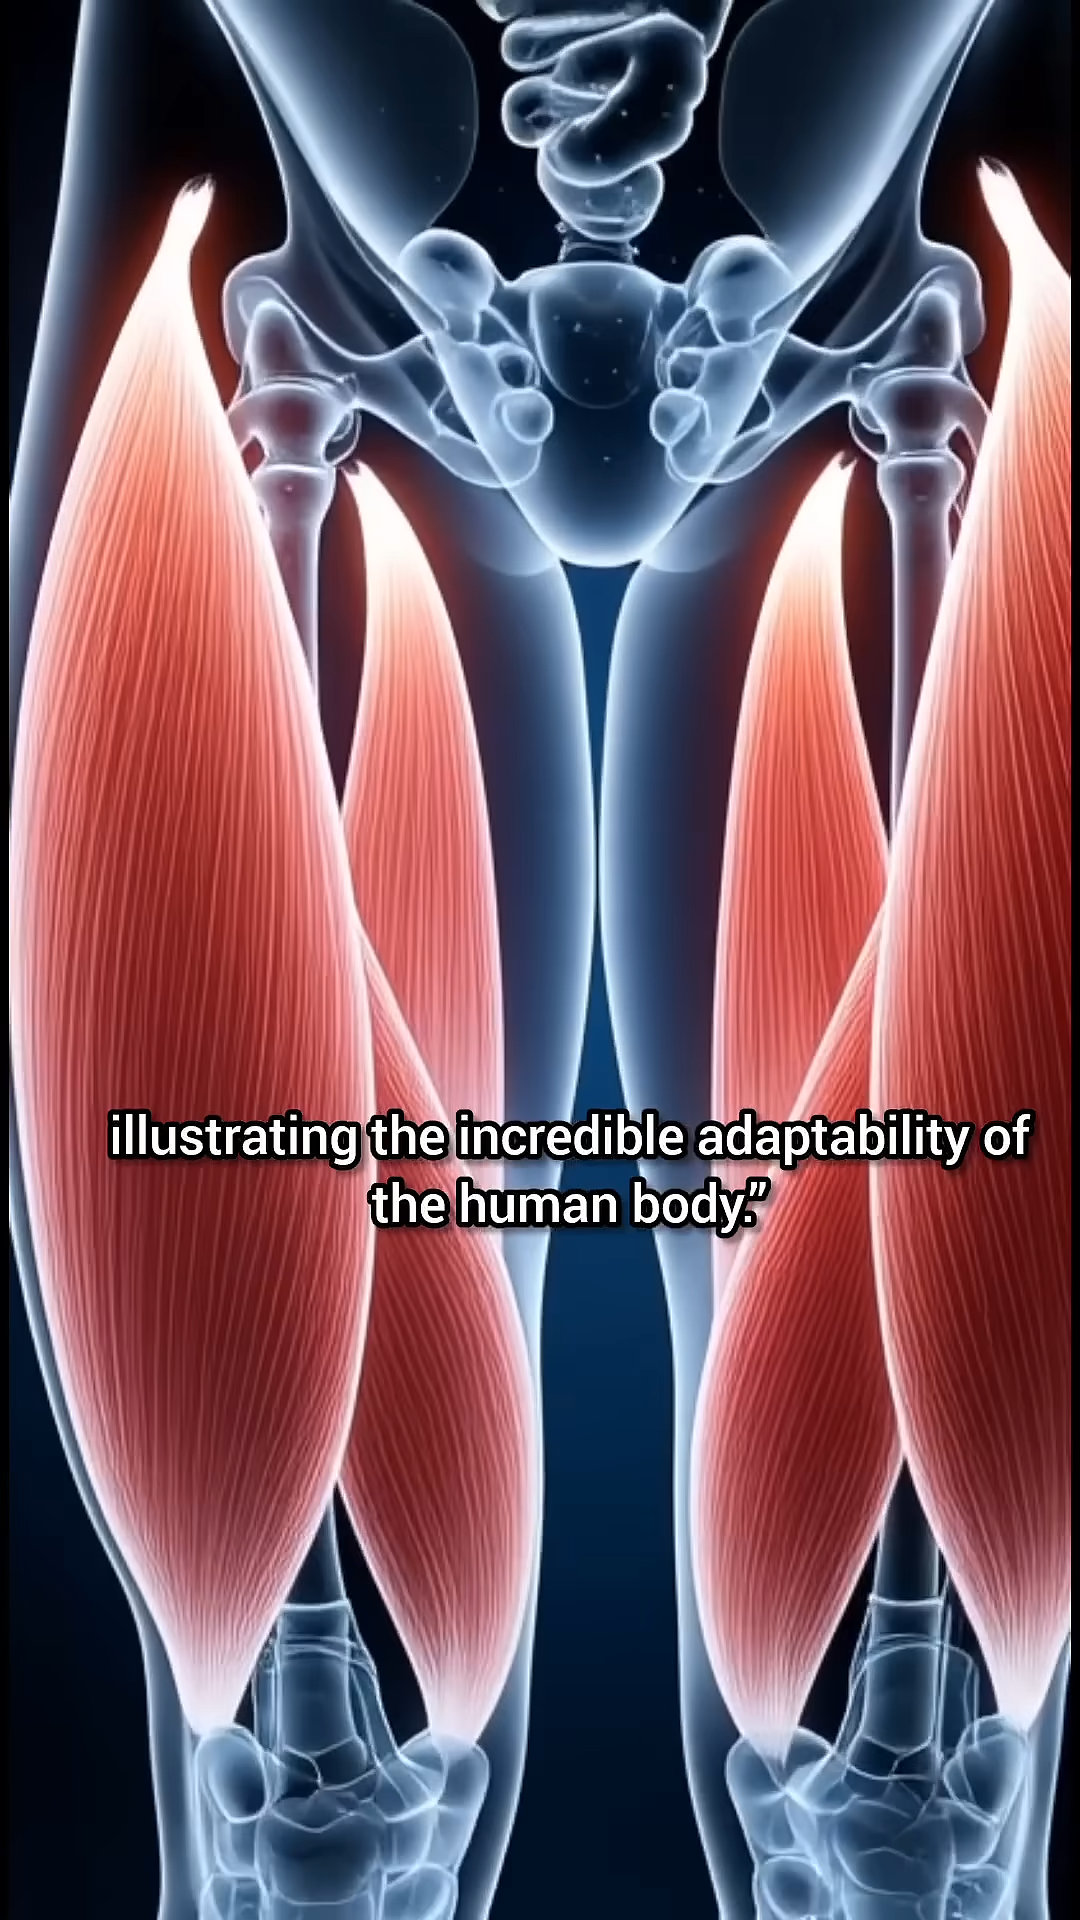 illustrating the incredible adaptability of
the human body.”